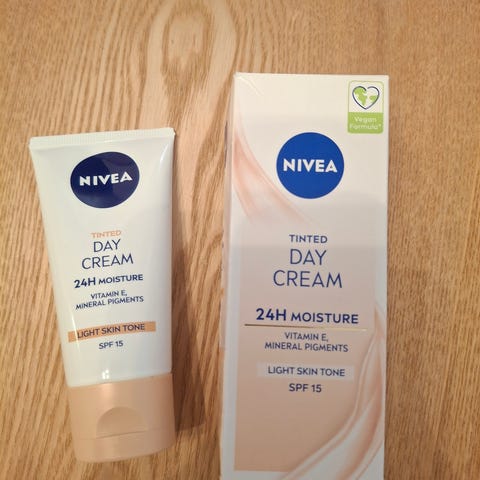 NIVEA
TINTED
DAY
CREAM
24H MOISTURE
VITAMIN E,
MINERAL PIGMENTS
LIGHT SKIN TONE
SPF 15
Vegan
Formula*
NIVEA
TINTED
DAY
CREAM
24H MOISTURE
VITAMIN E,
MINERAL PIGMENTS
LIGHT SKIN TONE
SPF 15